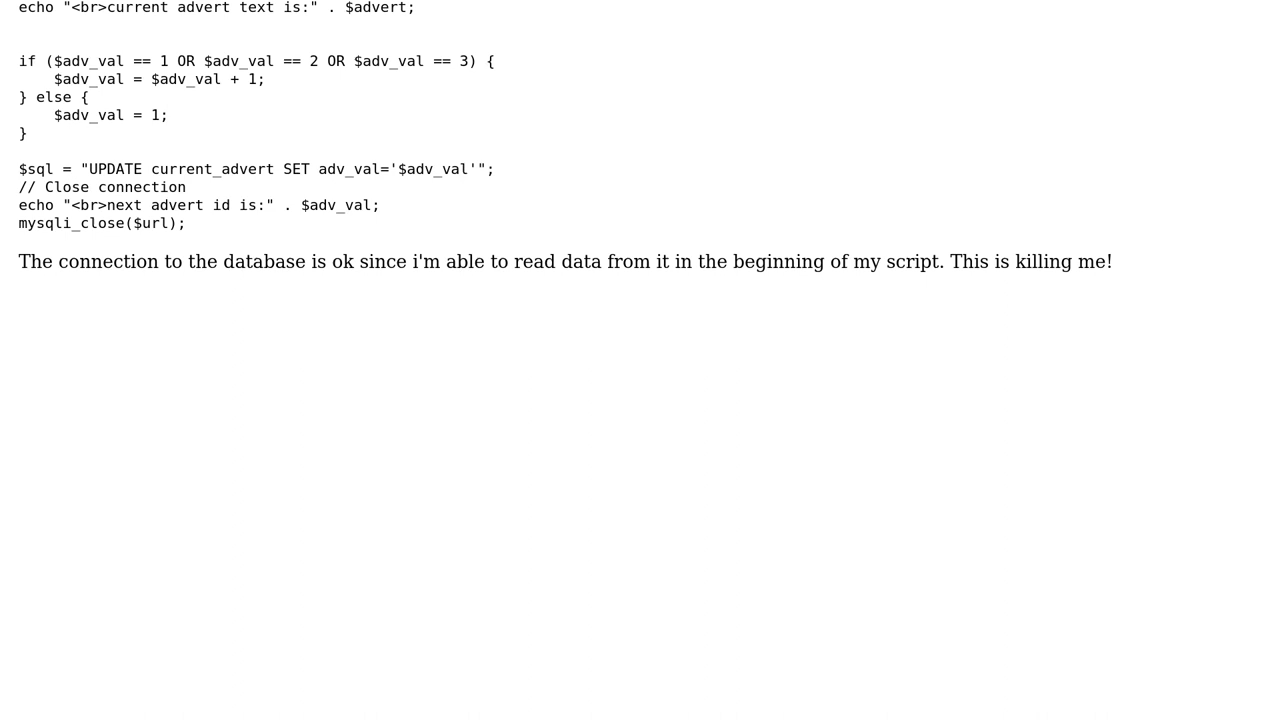 echo "<br>current advert text is:" . $advert;
if ($adv_val == 1 OR $adv_val == 2 OR $adv_val == 3) {
    $adv_val = $adv_val + 1;
} else {
    $adv_val = 1;
}
$sql = "UPDATE current_advert SET adv_val='$adv_val'";
// Close connection
echo "<br>next advert id is:" . $adv_val;
mysqli_close($url);
The connection to the database is ok since i'm able to read data from it in the beginning of my script. This is killing me!